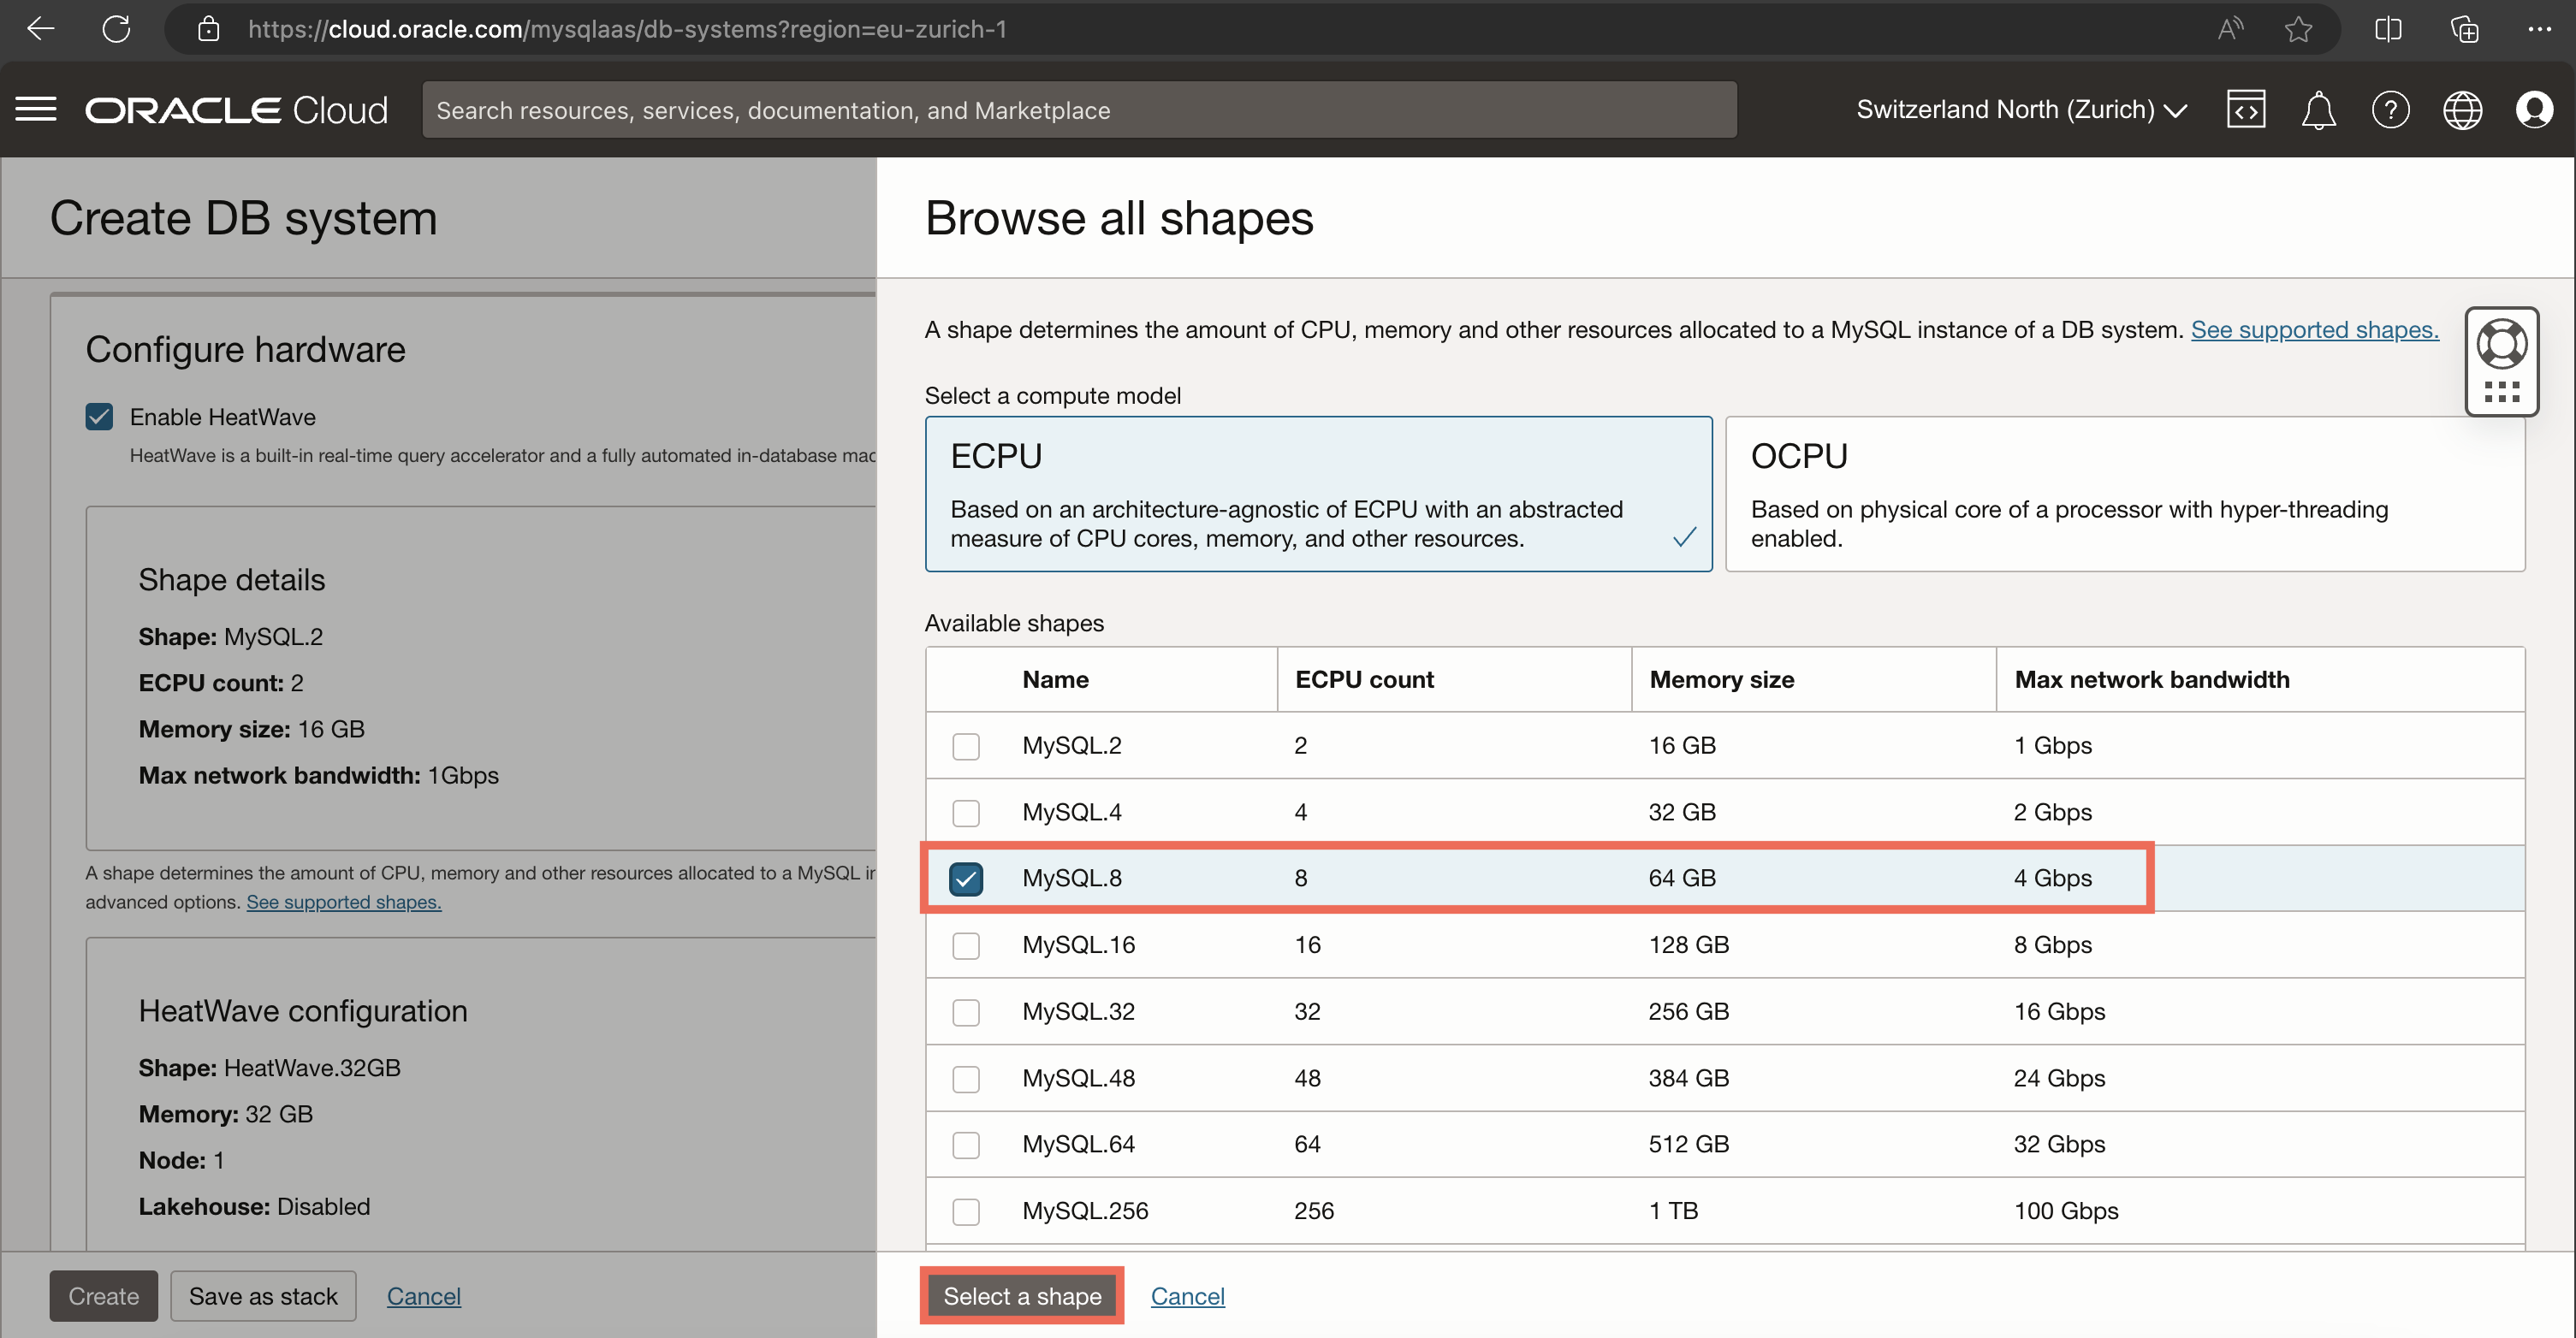 https://cloud.oracle.com/mysqlaas/db-systems?region=eu-zurich-1
ORACLE Cloud
Search resources, services, documentation, and Marketplace
Switzerland North (Zurich)
Create DB system
Configure hardware
Enable HeatWave
HeatWave is a built-in real-time query accelerator and a fully automated in-database mac
Shape details
Shape: MySQL.2
ECPU count: 2
Memory size: 16 GB
Max network bandwidth: 1Gbps
A shape determines the amount of CPU, memory and other resources allocated to a MySQL ir
advanced options. See supported shapes.
HeatWave configuration
Shape: HeatWave.32GB
Memory: 32 GB
Node: 1
Lakehouse: Disabled
Create Save as stack Cancel
Browse all shapes
A shape determines the amount of CPU, memory and other resources allocated to a MySQL instance of a DB system. See supported shapes.
Select a compute model
ECPU
Based on an architecture-agnostic of ECPU with an abstracted
measure of CPU cores, memory, and other resources.
OCPU
Based on physical core of a processor with hyper-threading
enabled.
Available shapes
Name ECPU count Memory size Max network bandwidth
MySQL.2 2 16 GB 1 Gbps
MySQL.4 4 32 GB 2 Gbps
MySQL.8 8 64 GB 4 Gbps
MySQL.16 16 128 GB 8 Gbps
MySQL.32 32 256 GB 16 Gbps
MySQL.48 48 384 GB 24 Gbps
MySQL.64 64 512 GB 32 Gbps
MySQL.256 256 1 TB 100 Gbps
Select a shape Cancel